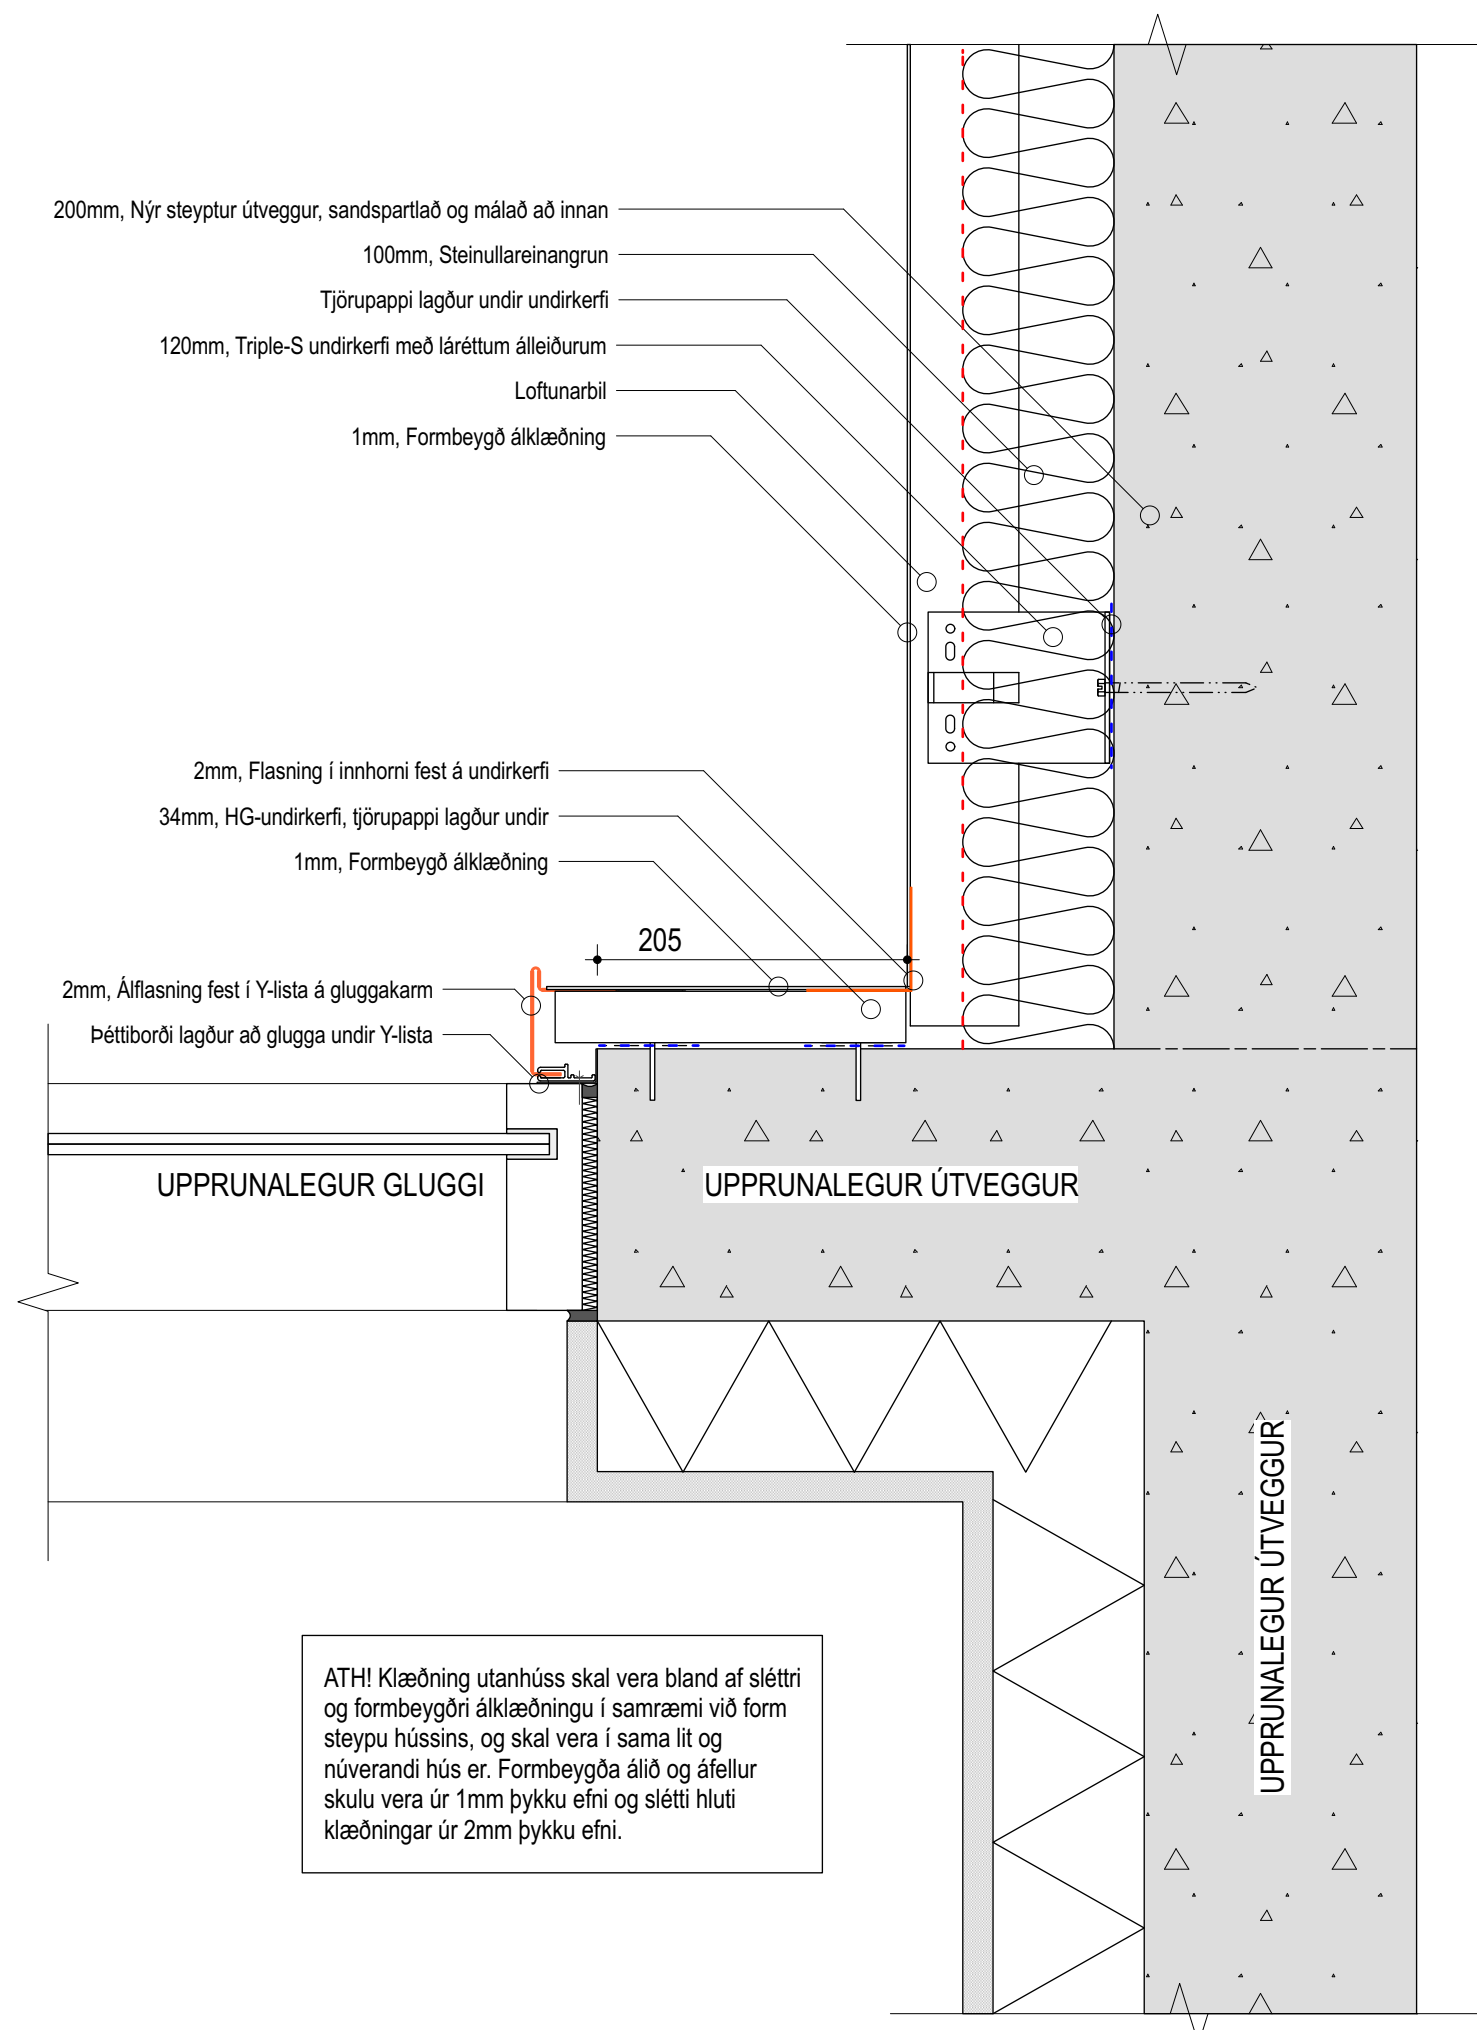 200mm, Nýr steyptur útveggur, sandspartlað og málað að innan
100mm, Steinullareinangrun
Tjörupappi lagður undir undirkerfi
120mm, Triple-S undirkerfi með láréttum álleiðurum
Loftunarbil
1mm, Formbeygð álklæðning
2mm, Flasning í innhorni fest á undirkerfi
34mm, HG-undirkerfi, tjörupappi lagður undir
1mm, Formbeygð álklæðning
205
2mm, Álflasning fest í Y-lista á gluggakarm
Þéttiborði lagður að glugga undir Y-lista
UPPRUNALEGUR GLUGGI
UPPRUNALEGUR ÚTVEGGUR
UPPRUNALEGUR ÚTVEGGUR
ATH! Klæðning utanhúss skal vera bland af sléttri
og formbeygðri álklæðningu í samræmi við form
steypu hússins, og skal vera í sama lit og
núverandi hús er. Formbeygða álið og áfellur
skulu vera úr 1mm þykku efni og slétti hluti
klæðningar úr 2mm þykku efni.